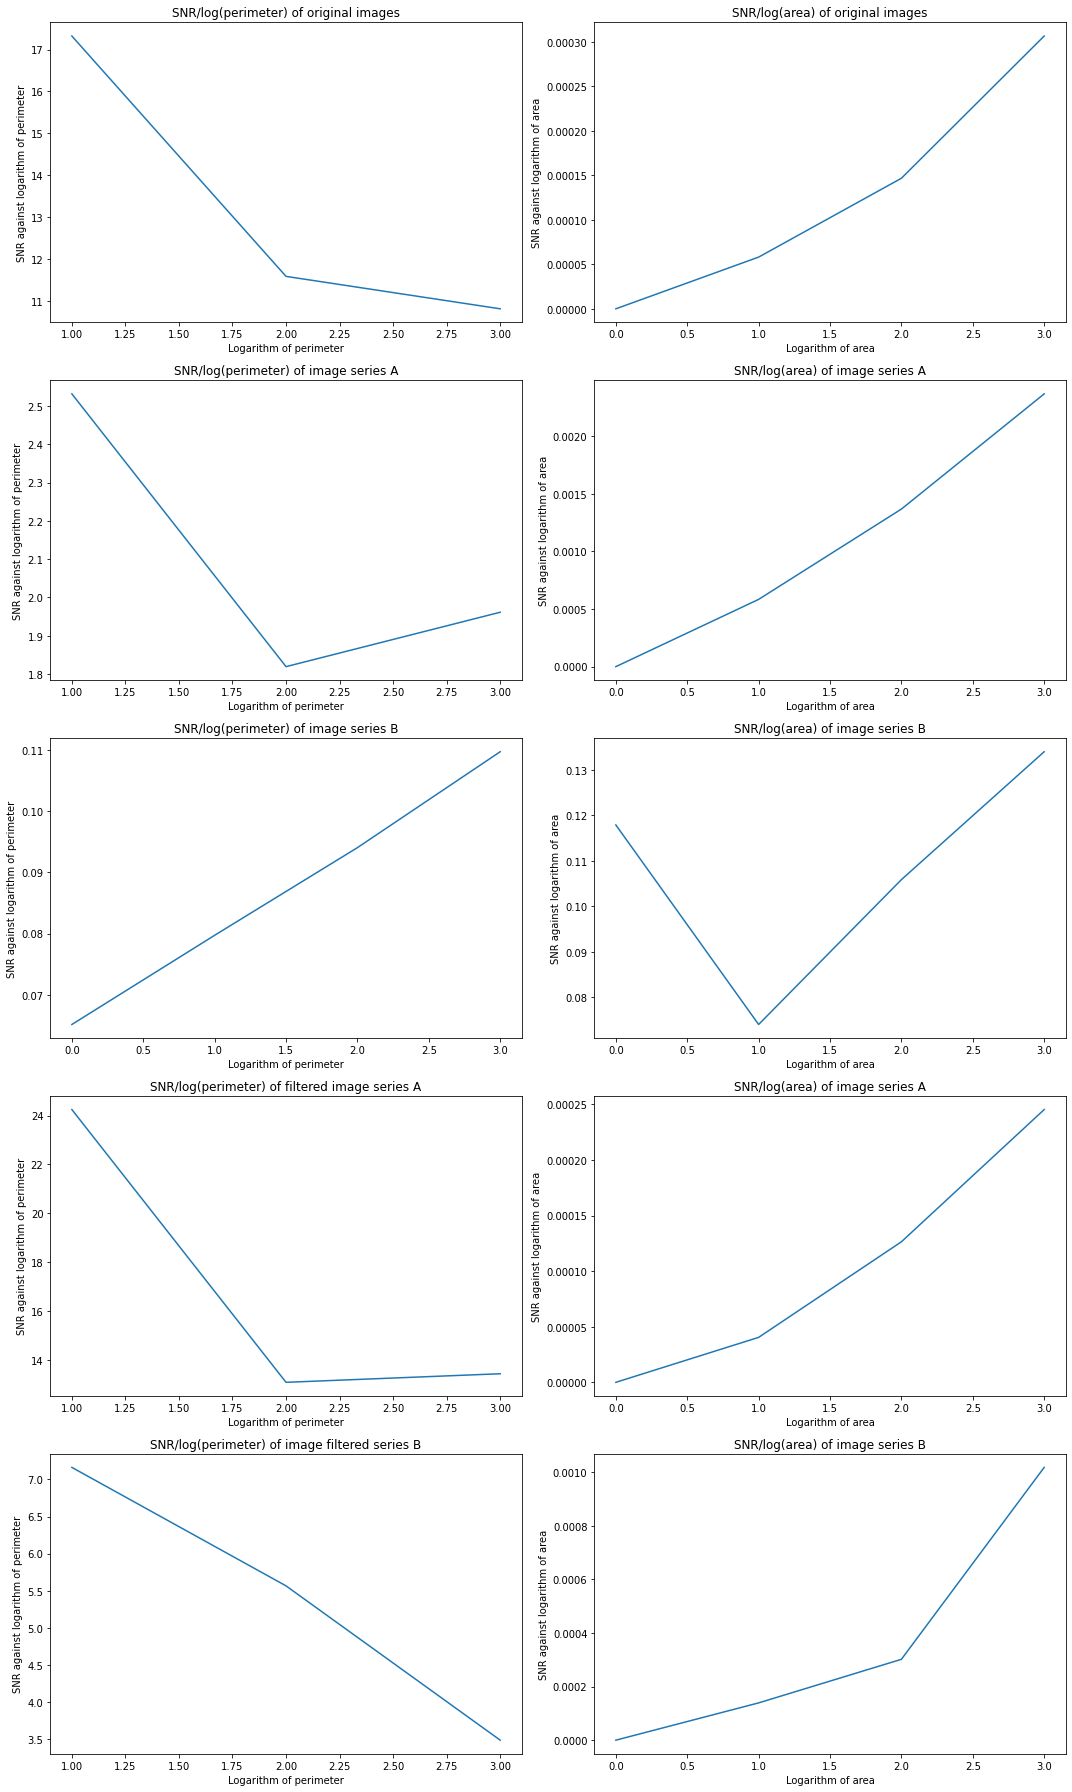 SNR/log(perimeter) of original images
SNR against logarithm of perimeter
17
16
15
14
13
12
11
1.00 1.25 1.50 1.75 2.00 2.25 2.50 2.75 3.00
Logarithm of perimeter
SNR/log(area) of original images
SNR against logarithm of area
0.00030
0.00025
0.00020
0.00015
0.00010
0.00005
0.00000
0.0 0.5 1.0 1.5 2.0 2.5 3.0
Logarithm of area
SNR/log(perimeter) of image series A
SNR against logarithm of perimeter
2.5
2.4
2.3
2.2
2.1
2.0
1.9
1.8
1.00 1.25 1.50 1.75 2.00 2.25 2.50 2.75 3.00
Logarithm of perimeter
SNR/log(area) of image series A
SNR against logarithm of area
0.0020
0.0015
0.0010
0.0005
0.0000
0.0 0.5 1.0 1.5 2.0 2.5 3.0
Logarithm of area
SNR/log(perimeter) of image series B
SNR against logarithm of perimeter
0.11
0.10
0.09
0.08
0.07
0.0 0.5 1.0 1.5 2.0 2.5 3.0
Logarithm of perimeter
SNR/log(area) of image series B
SNR against logarithm of area
0.13
0.12
0.11
0.10
0.09
0.08
0.0 0.5 1.0 1.5 2.0 2.5 3.0
Logarithm of area
SNR/log(perimeter) of filtered image series A
SNR against logarithm of perimeter
24
22
20
18
16
14
1.00 1.25 1.50 1.75 2.00 2.25 2.50 2.75 3.00
Logarithm of perimeter
SNR/log(area) of image series A
SNR against logarithm of area
0.00025
0.00020
0.00015
0.00010
0.00005
0.00000
0.0 0.5 1.0 1.5 2.0 2.5 3.0
Logarithm of area
SNR/log(perimeter) of image filtered series B
SNR against logarithm of perimeter
7.0
6.5
6.0
5.5
5.0
4.5
4.0
3.5
1.00 1.25 1.50 1.75 2.00 2.25 2.50 2.75 3.00
Logarithm of perimeter
SNR/log(area) of image series B
SNR against logarithm of area
0.0010
0.0008
0.0006
0.0004
0.0002
0.0000
0.0 0.5 1.0 1.5 2.0 2.5 3.0
Logarithm of area